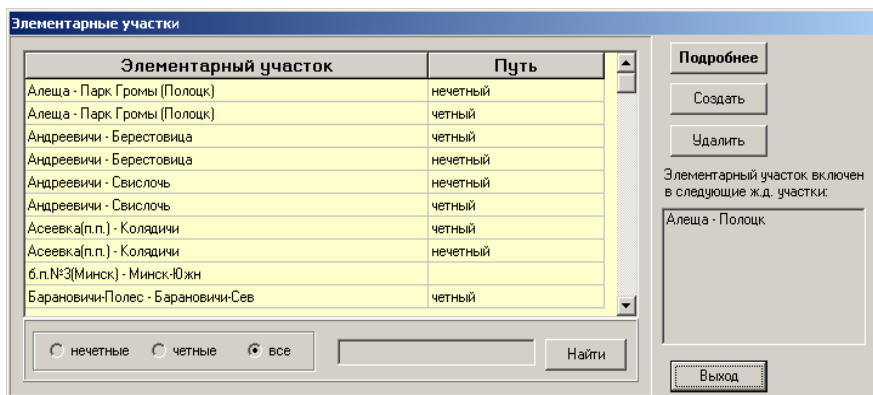 Элементарные участки
Элементарный участок Путь
Алеща - Парк Громы (Полоцк) нечетный
Алеща - Парк Громы (Полоцк) четный
Андреевичи - Берестовица четный
Андреевичи - Берестовица нечетный
Андреевичи - Свислочь нечетный
Андреевичи - Свислочь четный
Асеевка(п.п.) - Колядичи четный
Асеевка(п.п.) - Колядичи нечетный
б.п.№3(Минск) - Минск-Южн
Барановичи-Полес - Барановичи-Сев четный
нечетные четные все Найти
Подробнее
Создать
Удалить
Элементарный участок включен
в следующие ж.д. участки:
Алеща - Полоцк
Выход